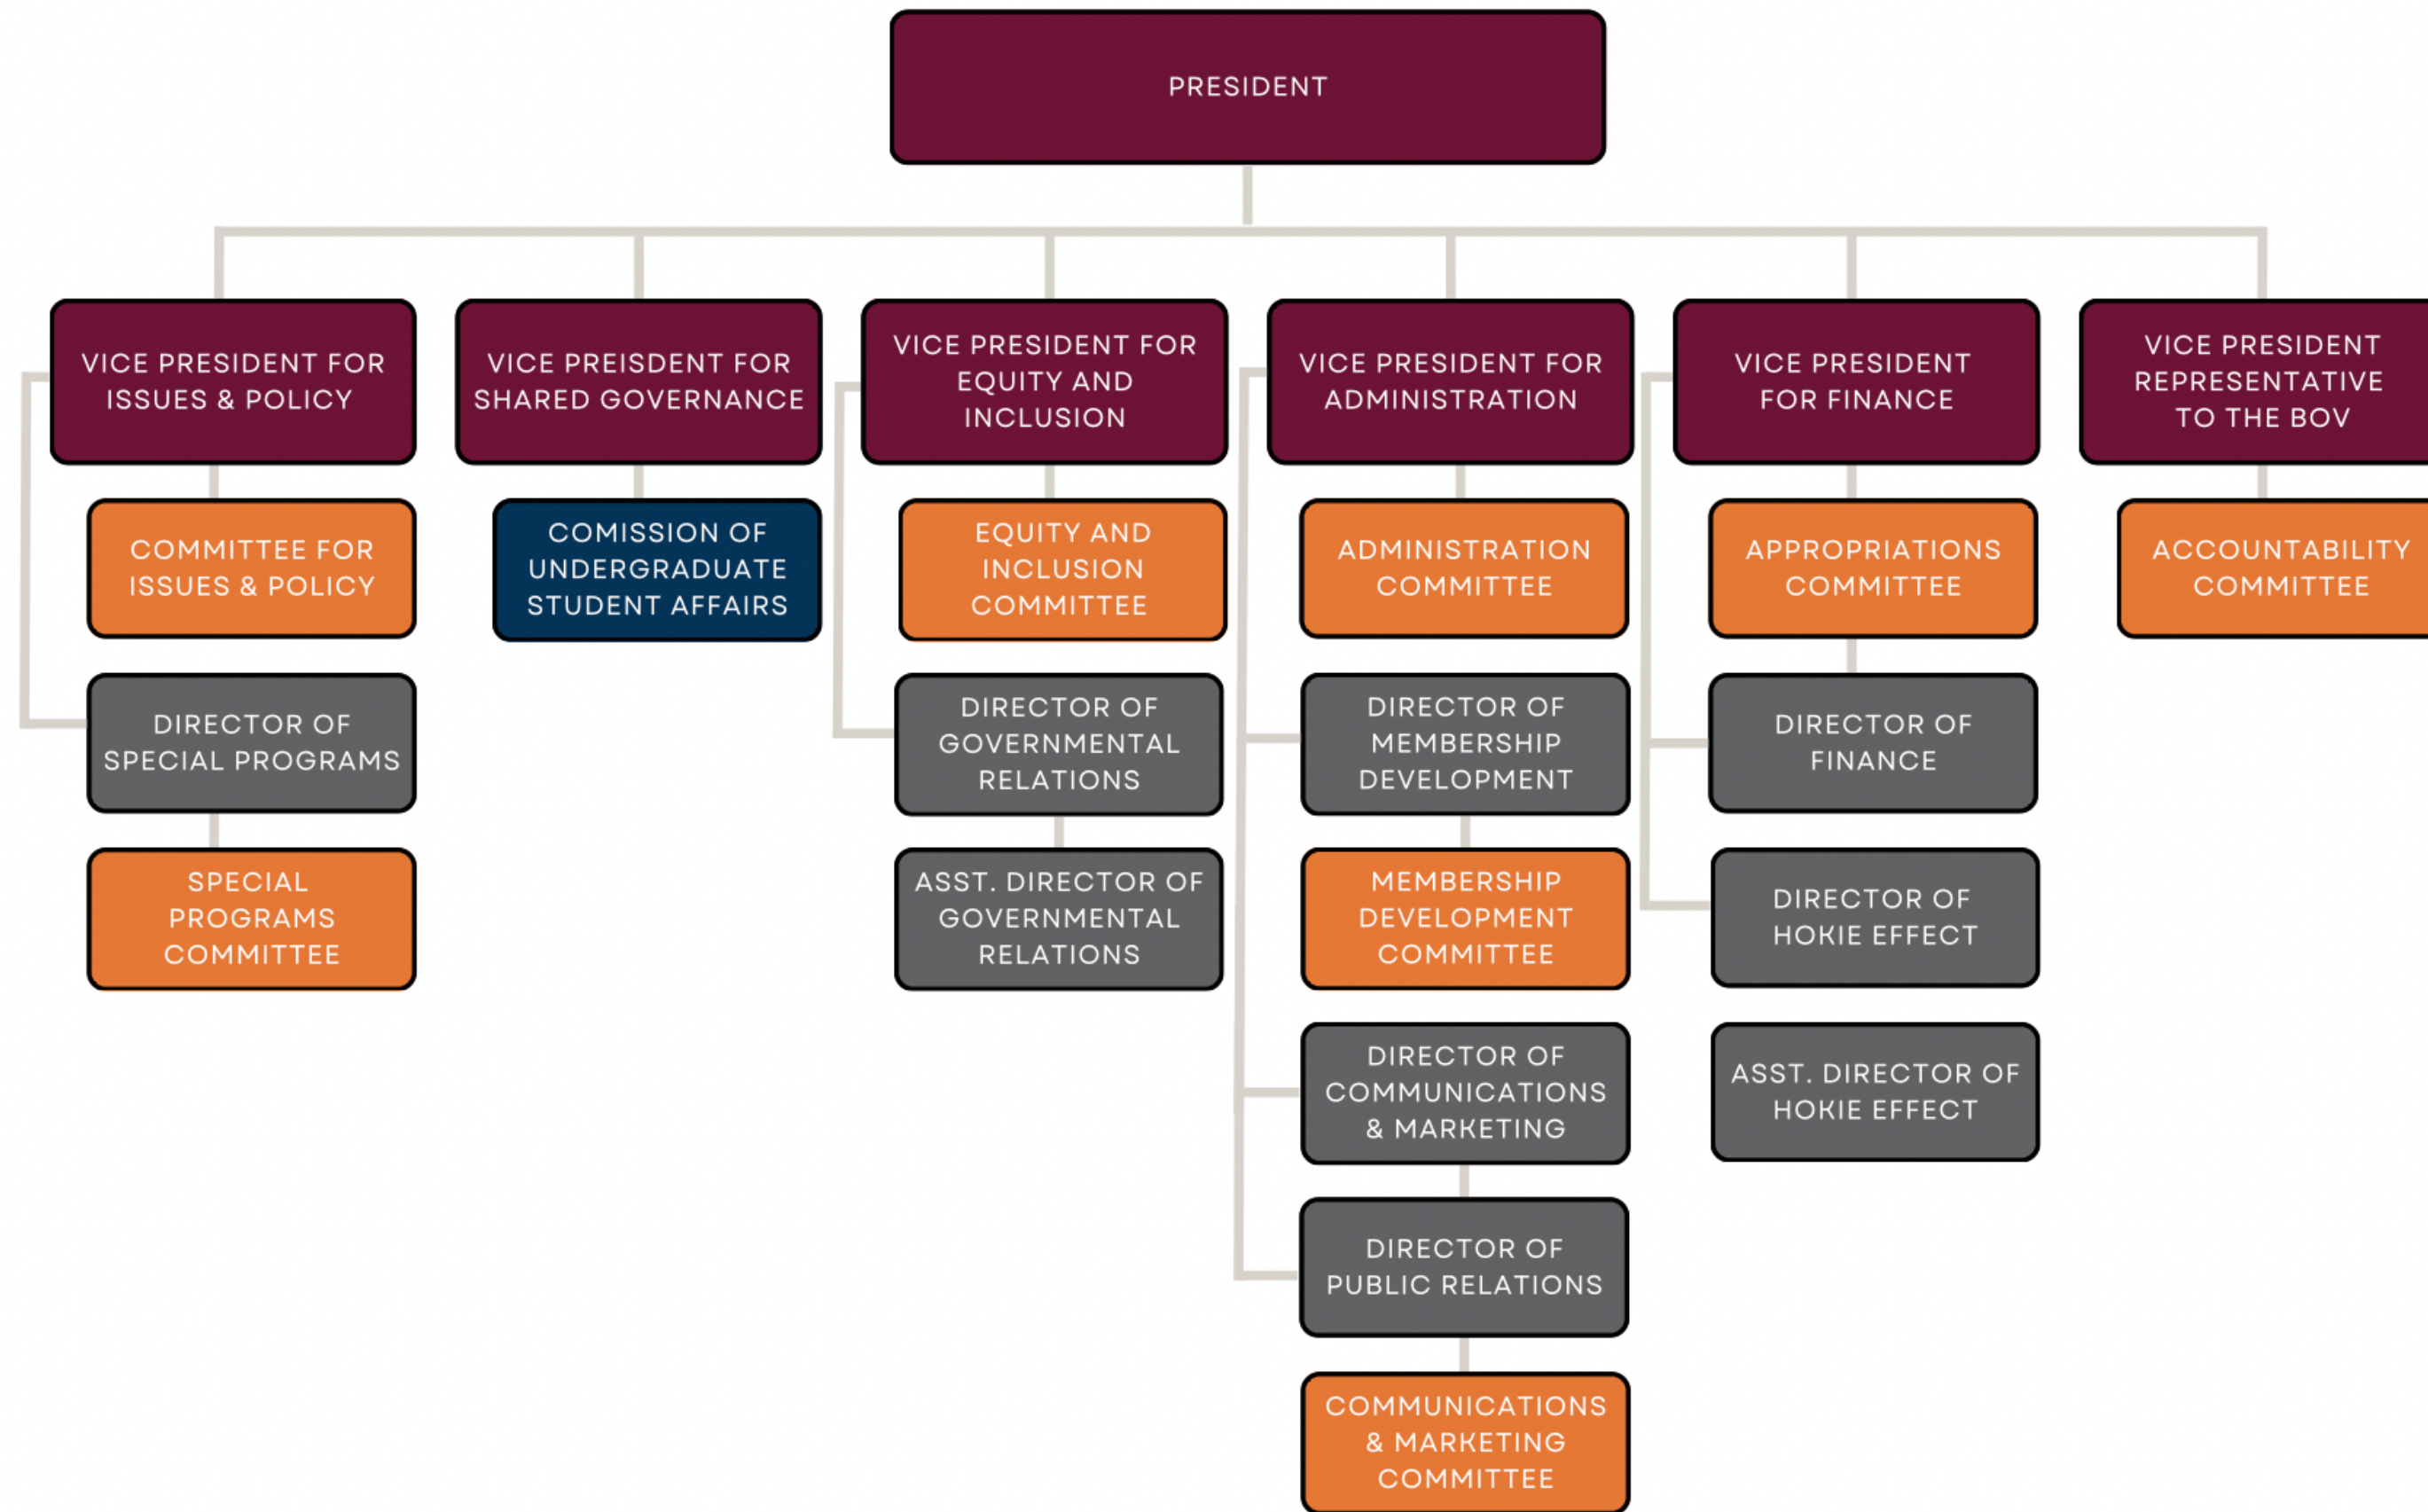 PRESIDENT
VICE PRESIDENT FOR
ISSUES & POLICY
VICE PREISDENT FOR
SHARED GOVERNANCE
VICE PRESIDENT FOR
EQUITY AND
INCLUSION
VICE PRESIDENT FOR
ADMINISTRATION
VICE PRESIDENT
FOR FINANCE
VICE PRESIDENT
REPRESENTATIVE
TO THE BOV
COMMITTEE FOR
ISSUES & POLICY
COMISSION OF
UNDERGRADUATE
STUDENT AFFAIRS
EQUITY AND
INCLUSION
COMMITTEE
ADMINISTRATION
COMMITTEE
APPROPRIATIONS
COMMITTEE
ACCOUNTABILITY
COMMITTEE
DIRECTOR OF
SPECIAL PROGRAMS
DIRECTOR OF
GOVERNMENTAL
RELATIONS
DIRECTOR OF
MEMBERSHIP
DEVELOPMENT
DIRECTOR OF
FINANCE
SPECIAL
PROGRAMS
COMMITTEE
ASST. DIRECTOR OF
GOVERNMENTAL
RELATIONS
MEMBERSHIP
DEVELOPMENT
COMMITTEE
DIRECTOR OF
HOKIE EFFECT
DIRECTOR OF
COMMUNICATIONS
& MARKETING
ASST. DIRECTOR OF
HOKIE EFFECT
DIRECTOR OF
PUBLIC RELATIONS
COMMUNICATIONS
& MARKETING
COMMITTEE